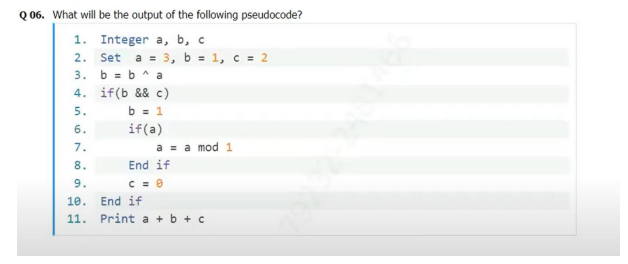 Q 06. What will be the output of the following pseudocode?
1. Integer a, b, c
2. Set a = 3, b = 1, c = 2
3. b = b ^ a
4. if(b && c)
5. b = 1
6. if(a)
7. a = a mod 1
8. End if
9. c = 0
10. End if
11. Print a + b + c